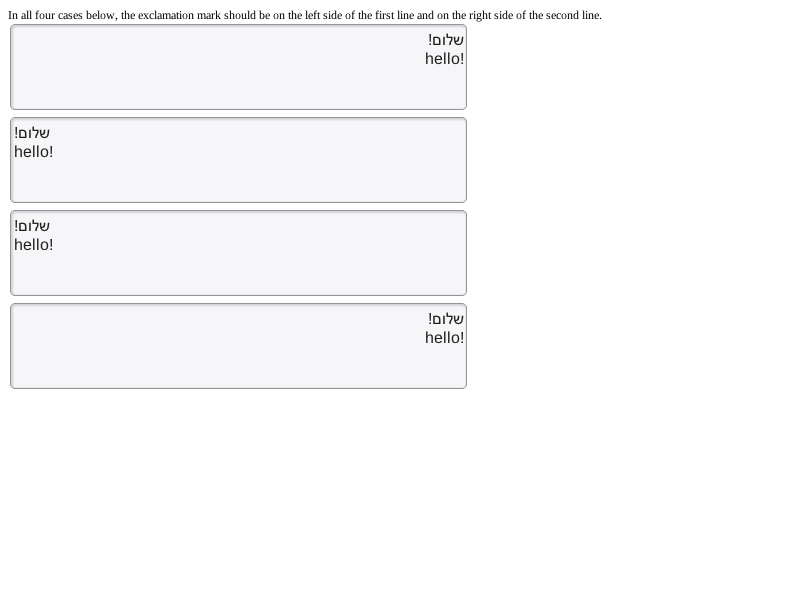 In all four cases below, the exclamation mark should be on the left side of the first line and on the right side of the second line.
שלום!
hello!
שלום!
hello!
שלום!
hello!
שלום!
hello!